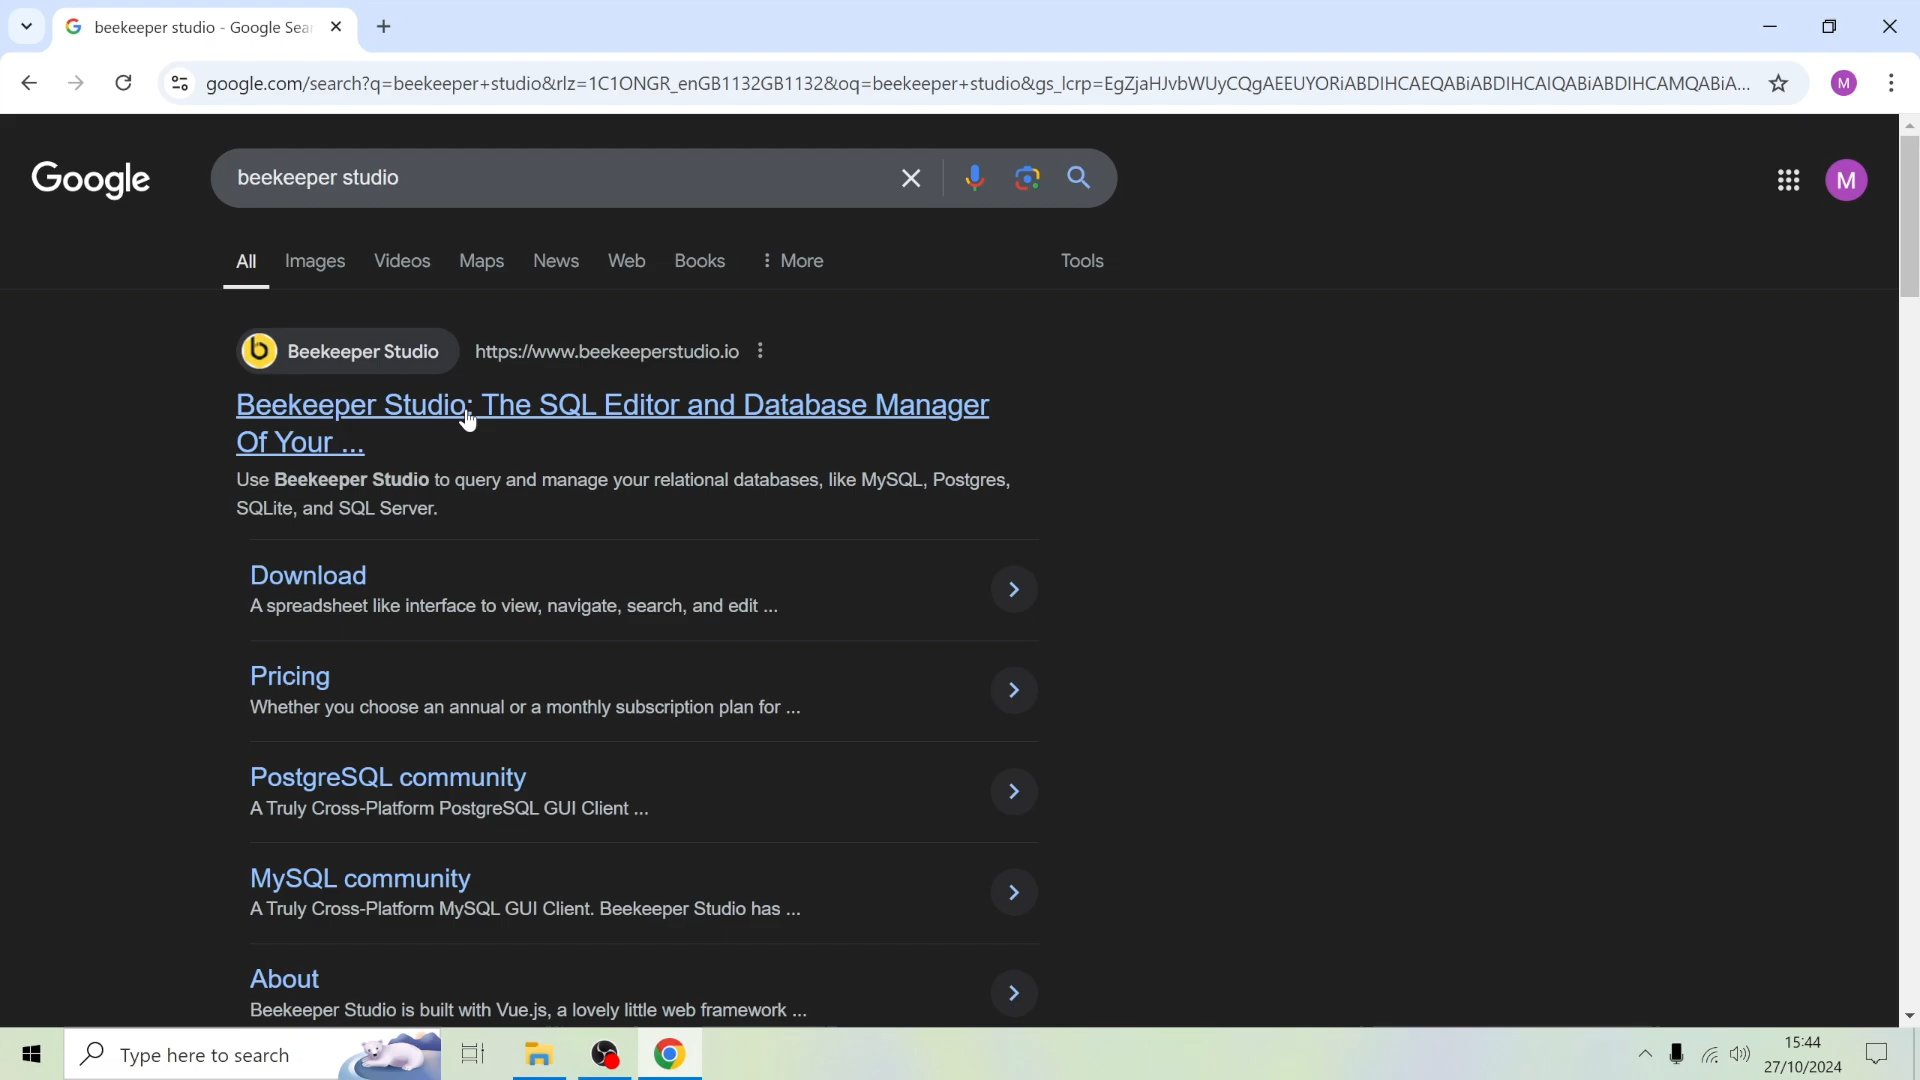 beekeeper studio - Google Sear
google.com/search?q=beekeeper+studio&rlz=1C1ONGR_enGB1132GB1132&oq=beekeeper+studio&gs_lcrp=EgZjaHJvbWUyCQgAEEUYORiABDIHCAEQABiABDIHCAIQABiABDIHCAMQABiA...
M
Google
beekeeper studio
M
All Images Videos Maps News Web Books More Tools
b Beekeeper Studio https://www.beekeeperstudio.io
Beekeeper Studio: The SQL Editor and Database Manager
Of Your ...
Use Beekeeper Studio to query and manage your relational databases, like MySQL, Postgres,
SQLite, and SQL Server.
Download
A spreadsheet like interface to view, navigate, search, and edit ...
Pricing
Whether you choose an annual or a monthly subscription plan for ...
PostgreSQL community
A Truly Cross-Platform PostgreSQL GUI Client ...
MySQL community
A Truly Cross-Platform MySQL GUI Client. Beekeeper Studio has ...
About
Beekeeper Studio is built with Vue.js, a lovely little web framework ...
Type here to search
15:44
27/10/2024